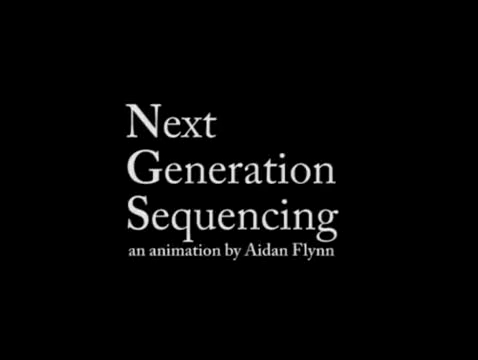 Next
Generation
Sequencing
an animation by Aidan Flynn